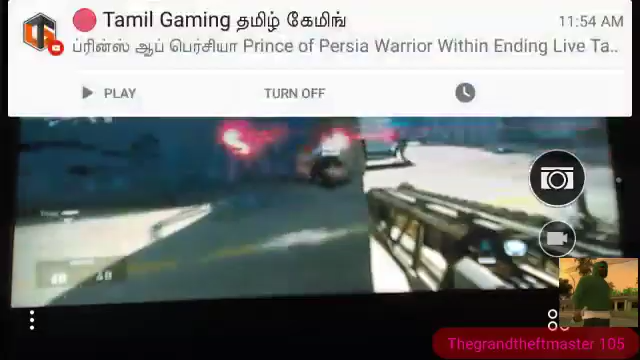 Tamil Gaming தமிழ் கேமிங்
11:54 AM
ப்ரின்ஸ் ஆப் பெர்சியா Prince of Persia Warrior Within Ending Live Ta..
PLAY
TURN OFF
Thegrandtheftmaster 105